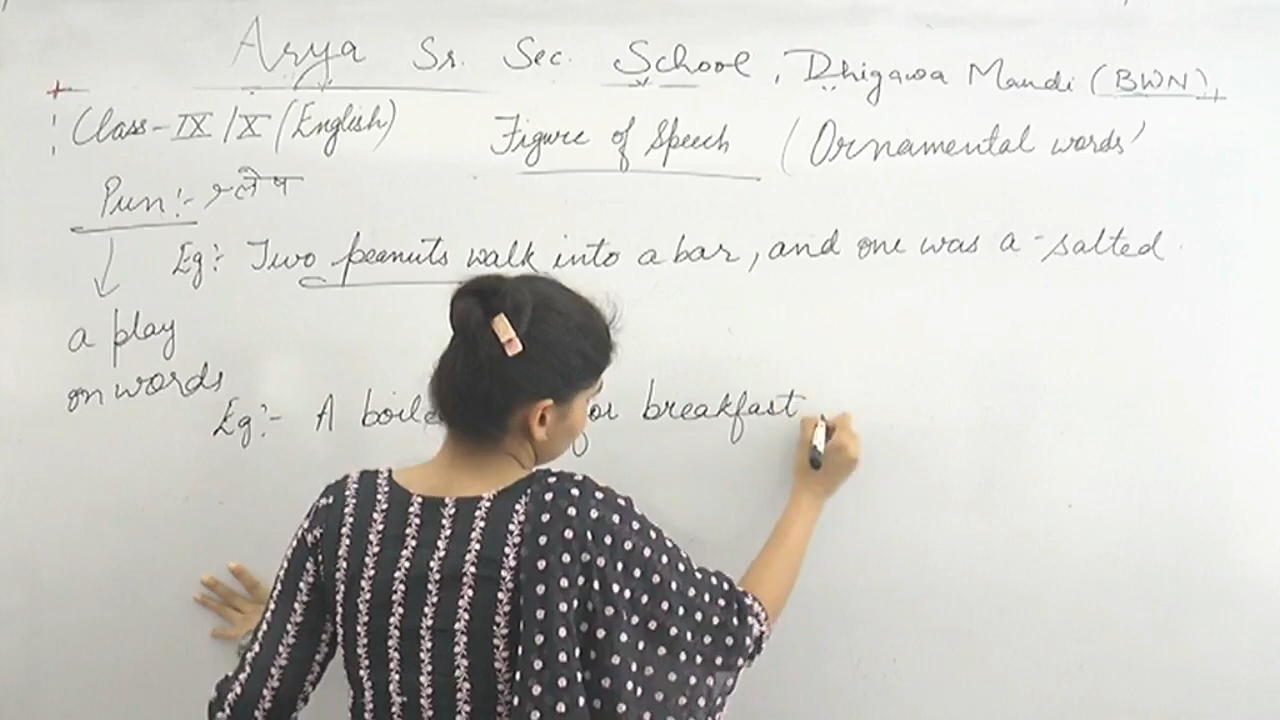 Arya Sr. Sec. School, Dhigawa Mandi (BWN),
Class-IX/X (English) Figure of Speech (Ornamental words)
Pun:- श्लेष
Eg:- Two peanuts walk into a bar, and one was a-salted.
a play
on words
Eg:- A boile for breakfast